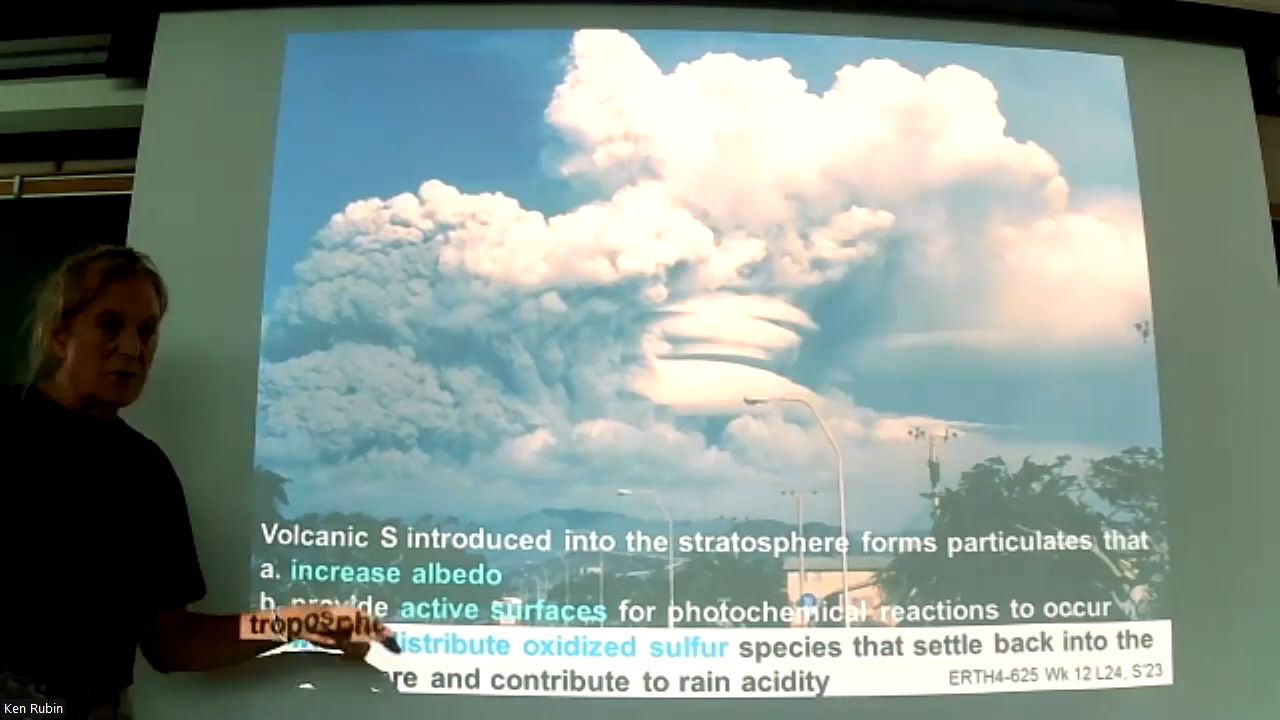 Volcanic S introduced into the stratosphere forms particulates that
a. increase albedo
b. provide active surfaces for photochemical reactions to occur
distribute oxidized sulfur species that settle back into the
troposphere and contribute to rain acidity
ERTH4-625 Wk 12 L24, S'23
Ken Rubin